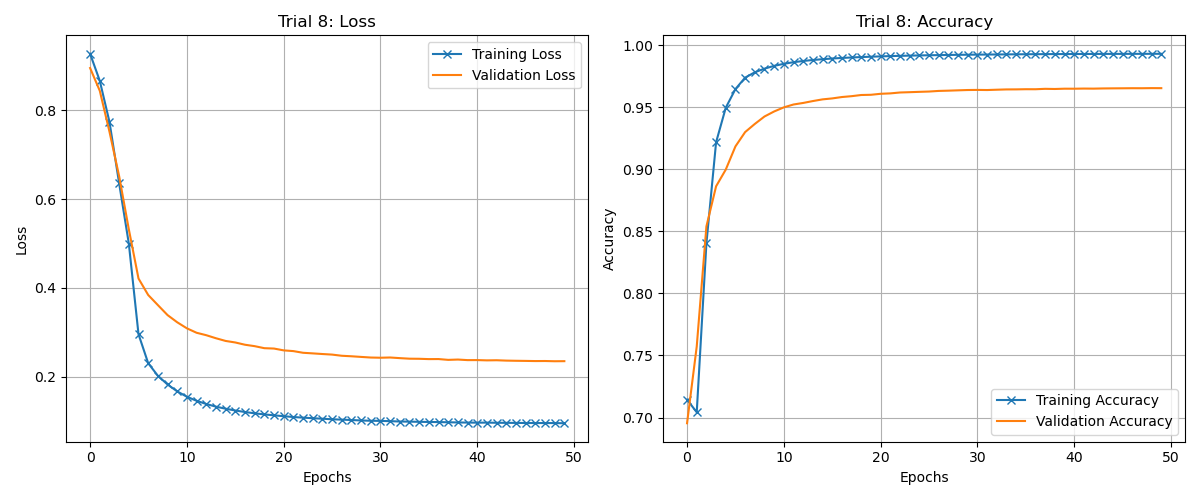 Trial 8: Loss
Training Loss
Validation Loss
0.8
0.6
0.4
0.2
Loss
0 10 20 30 40 50
Epochs
Trial 8: Accuracy
1.00
0.95
0.90
0.85
0.80
0.75
0.70
Accuracy
Training Accuracy
Validation Accuracy
0 10 20 30 40 50
Epochs